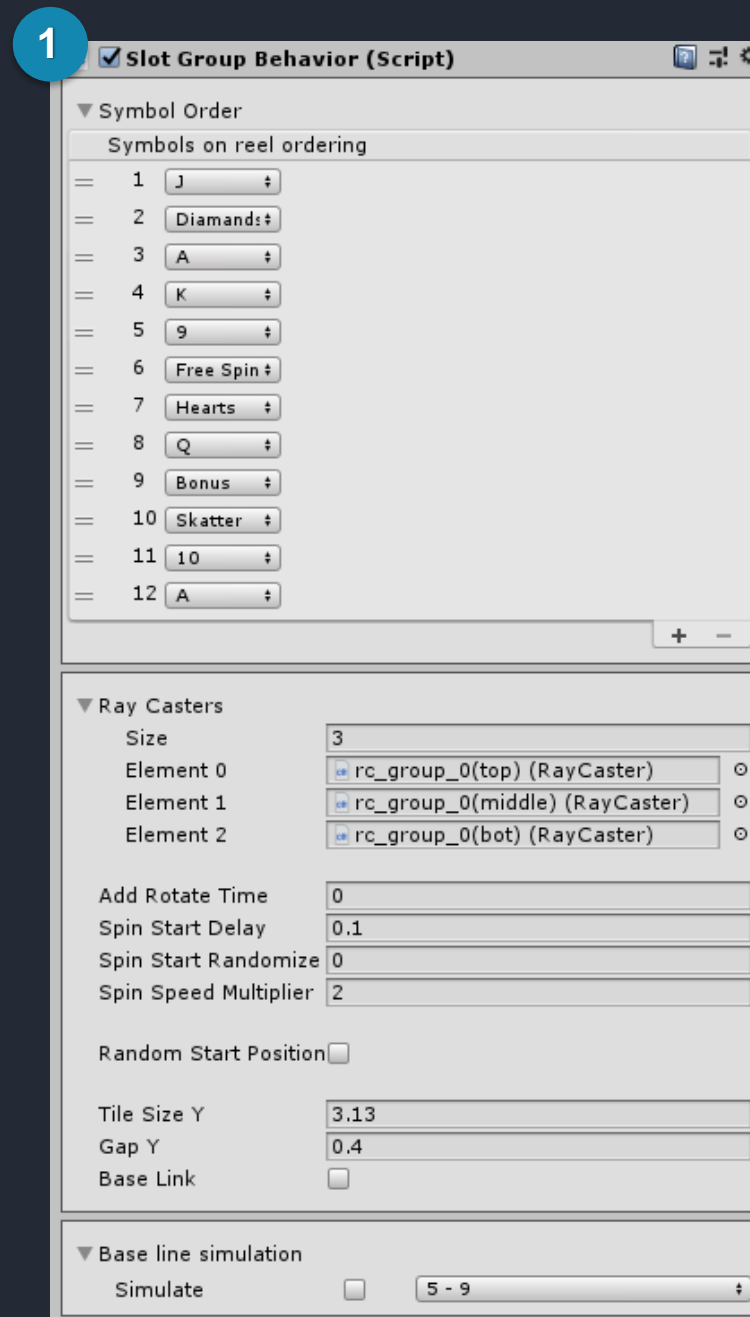 1
Slot Group Behavior (Script)
Symbol Order
Symbols on reel ordering
1 J
2 Diamands
3 A
4 K
5 9
6 Free Spin
7 Hearts
8 Q
9 Bonus
10 Skatter
11 10
12 A
+ −
Ray Casters
Size 3
Element 0 rc_group_0(top) (RayCaster)
Element 1 rc_group_0(middle) (RayCaster)
Element 2 rc_group_0(bot) (RayCaster)
Add Rotate Time 0
Spin Start Delay 0.1
Spin Start Randomize 0
Spin Speed Multiplier 2
Random Start Position
Tile Size Y 3.13
Gap Y 0.4
Base Link
Base line simulation
Simulate 5 - 9